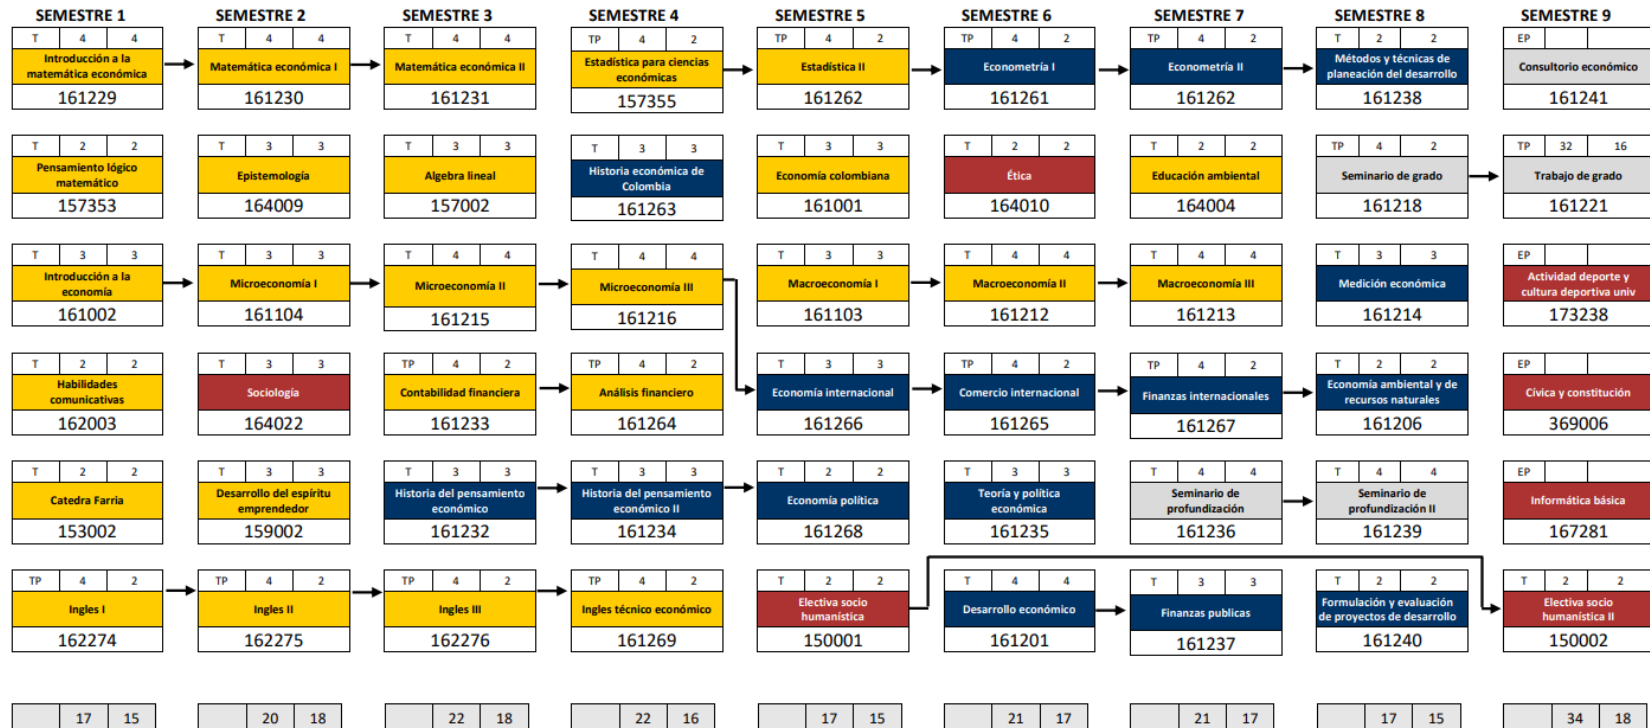 SEMESTRE 1 SEMESTRE 2 SEMESTRE 3 SEMESTRE 4 SEMESTRE 5 SEMESTRE 6 SEMESTRE 7 SEMESTRE 8 SEMESTRE 9
T 4 4 T 4 4 T 4 4 TP 4 2 TP 4 2 TP 4 2 TP 4 2 T 2 2 EP
Introducción a la matemática económica Matemática económica I Matemática económica II Estadística para ciencias económicas Estadística II Econometría I Econometría II Métodos y técnicas de planeación del desarrollo Consultorio económico
161229 161230 161231 157355 161262 161261 161262 161238 161241
T 2 2 T 3 3 T 3 3 T 3 3 T 3 3 T 2 2 T 2 2 TP 4 2 TP 32 16
Pensamiento lógico matemático Epistemología Algebra lineal Historia económica de Colombia Economía colombiana Ética Educación ambiental Seminario de grado Trabajo de grado
157353 164009 157002 161263 161001 164010 164004 161218 161221
T 3 3 T 3 3 T 4 4 T 4 4 T 3 3 T 4 4 T 4 4 T 3 3 EP
Introducción a la economía Microeconomía I Microeconomía II Microeconomía III Macroeconomía I Macroeconomía II Macroeconomía III Medición económica Actividad deporte y cultura deportiva univ
161002 161104 161215 161216 161103 161212 161213 161214 173238
T 2 2 T 3 3 TP 4 2 TP 4 2 T 3 3 TP 4 2 TP 4 2 T 2 2 EP
Habilidades comunicativas Sociología Contabilidad financiera Análisis financiero Economía internacional Comercio internacional Finanzas internacionales Economía ambiental y de recursos naturales Cívica y constitución
162003 164022 161233 161264 161266 161265 161267 161206 369006
T 2 2 T 3 3 T 3 3 T 3 3 T 2 2 T 3 3 T 4 4 T 4 4 EP
Catedra Farria Desarrollo del espíritu emprendedor Historia del pensamiento económico Historia del pensamiento económico II Economía política Teoría y política económica Seminario de profundización Seminario de profundización II Informática básica
153002 159002 161232 161234 161268 161235 161236 161239 167281
TP 4 2 TP 4 2 TP 4 2 TP 4 2 T 2 2 T 4 4 T 3 3 T 2 2 T 2 2
Ingles I Ingles II Ingles III Ingles técnico económico Electiva socio humanística Desarrollo económico Finanzas publicas Formulación y evaluación de proyectos de desarrollo Electiva socio humanística II
162274 162275 162276 161269 150001 161201 161237 161240 150002
17 15 20 18 22 18 22 16 17 15 21 17 21 17 17 15 34 18